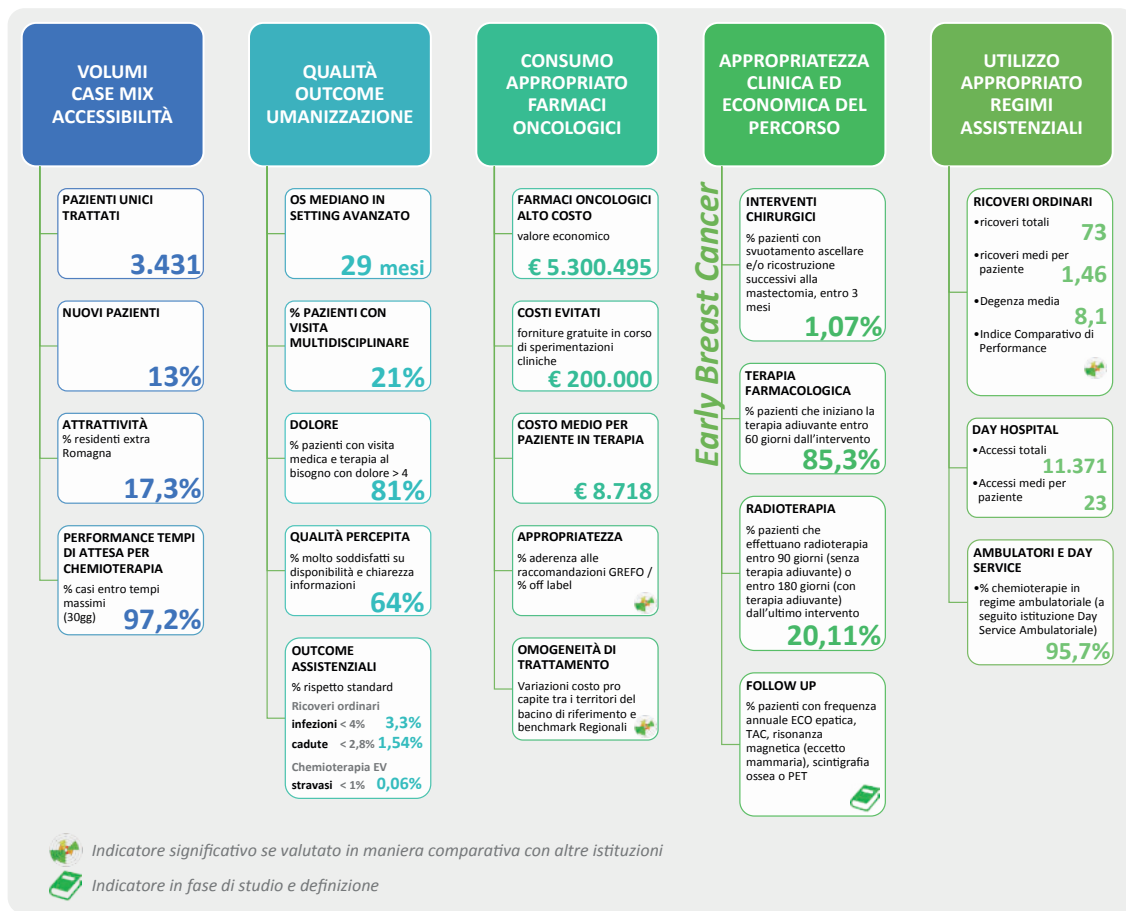 VOLUMI
CASE MIX
ACCESSIBILITÀ
PAZIENTI UNICI
TRATTATI
3.431
NUOVI PAZIENTI
13%
ATTRATTIVITÀ
% residenti extra
Romagna
17,3%
PERFORMANCE TEMPI
DI ATTESA PER
CHEMIOTERAPIA
% casi entro tempi
massimi
(30gg)
97,2%
QUALITÀ
OUTCOME
UMANIZZAZIONE
OS MEDIANO IN
SETTING AVANZATO
29 mesi
% PAZIENTI CON
VISITA
MULTIDISCIPLINARE
21%
DOLORE
% pazienti con visita
medica e terapia al
bisogno con dolore > 4
81%
QUALITÀ PERCEPITA
% molto soddisfatti su
disponibilità e chiarezza
informazioni
64%
OUTCOME
ASSISTENZIALI
% rispetto standard
Ricoveri ordinari
infezioni < 4% 3,3%
cadute < 2,8% 1,54%
Chemioterapia EV
stravasi < 1% 0,06%
CONSUMO
APPROPRIATO
FARMACI
ONCOLOGICI
FARMACI ONCOLOGICI
ALTO COSTO
valore economico
€ 5.300.495
COSTI EVITATI
forniture gratuite in corso
di sperimentazioni
cliniche
€ 200.000
COSTO MEDIO PER
PAZIENTE IN TERAPIA
€ 8.718
APPROPRIATEZZA
% aderenza alle
raccomandazioni GREFO /
% off label
OMOGENEITÀ DI
TRATTAMENTO
Variazioni costo pro
capite tra i territori del
bacino di riferimento e
benchmark Regionali
APPROPRIATEZZA
CLINICA ED
ECONOMICA DEL
PERCORSO
Early Breast Cancer
INTERVENTI
CHIRURGICI
% pazienti con
svuotamento ascellare
e/o ricostruzione
successivi alla
mastectomia, entro 3
mesi
1,07%
TERAPIA
FARMACOLOGICA
% pazienti che iniziano la
terapia adiuvante entro
60 giorni dall'intervento
85,3%
RADIOTERAPIA
% pazienti che
effettuano radioterapia
entro 90 giorni (senza
terapia adiuvante) o
entro 180 giorni (con
terapia adiuvante)
dall'ultimo intervento
20,11%
FOLLOW UP
% pazienti con frequenza
annuale ECO epatica,
TAC, risonanza
magnetica (eccetto
mammaria), scintigrafia
ossea o PET
UTILIZZO
APPROPRIATO
REGIMI
ASSISTENZIALI
RICOVERI ORDINARI
•ricoveri totali
73
•ricoveri medi per
paziente
1,46
•Degenza media
8,1
•Indice Comparativo di
Performance
DAY HOSPITAL
•Accessi totali
11.371
•Accessi medi per
paziente
23
AMBULATORI E DAY
SERVICE
•% chemioterapie in
regime ambulatoriale (a
seguito istituzione Day
Service Ambulatoriale)
95,7%
Indicatore significativo se valutato in maniera comparativa con altre istituzioni
Indicatore in fase di studio e definizione